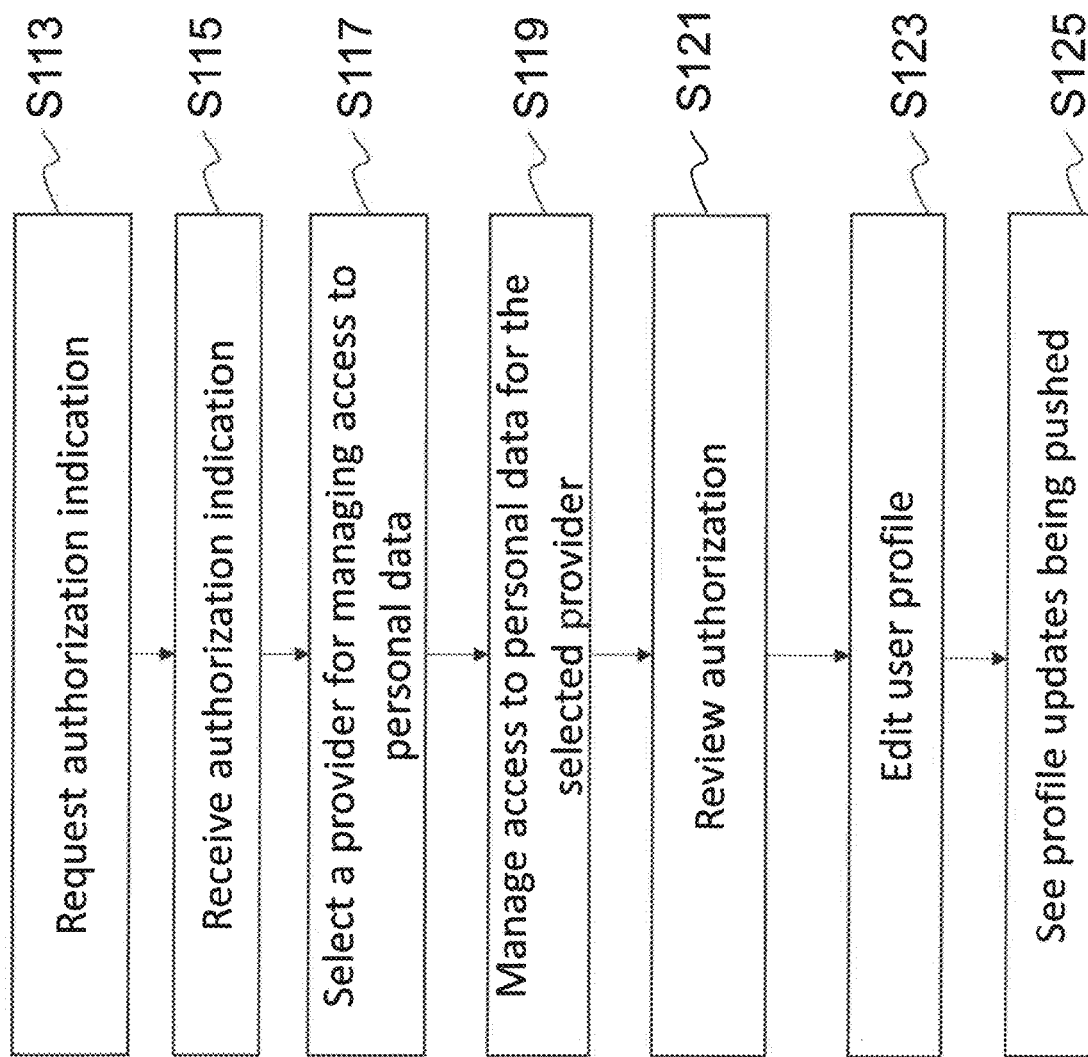 Request authorization indication
S113
Receive authorization indication
S115
Select a provider for managing access to
personal data
S117
Manage access to personal data for the
selected provider
S119
Review authorization
S121
Edit user profile
S123
See profile updates being pushed
S125